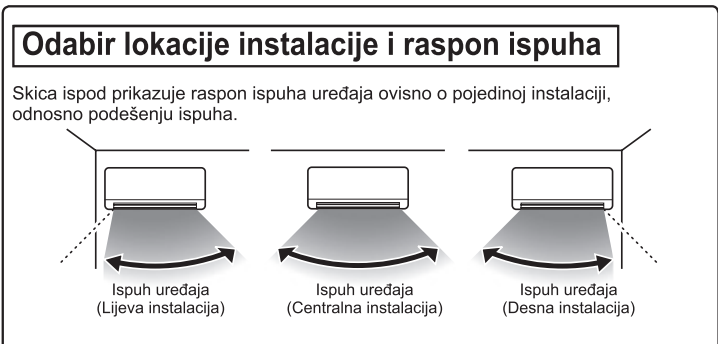 Odabir lokacije instalacije i raspon ispuha
Skica ispod prikazuje raspon ispuha uređaja ovisno o pojedinoj instalaciji,
odnosno podešenju ispuha.
Ispuh uređaja
(Lijeva instalacija)
Ispuh uređaja
(Centralna instalacija)
Ispuh uređaja
(Desna instalacija)